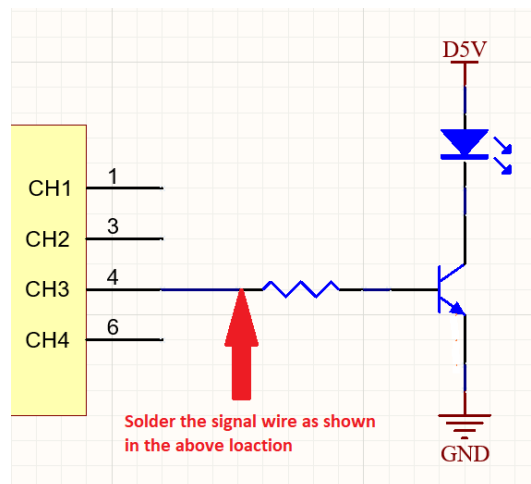 D5V
CH1 1
CH2 3
CH3 4
CH4 6
Solder the signal wire as shown
in the above loaction
GND